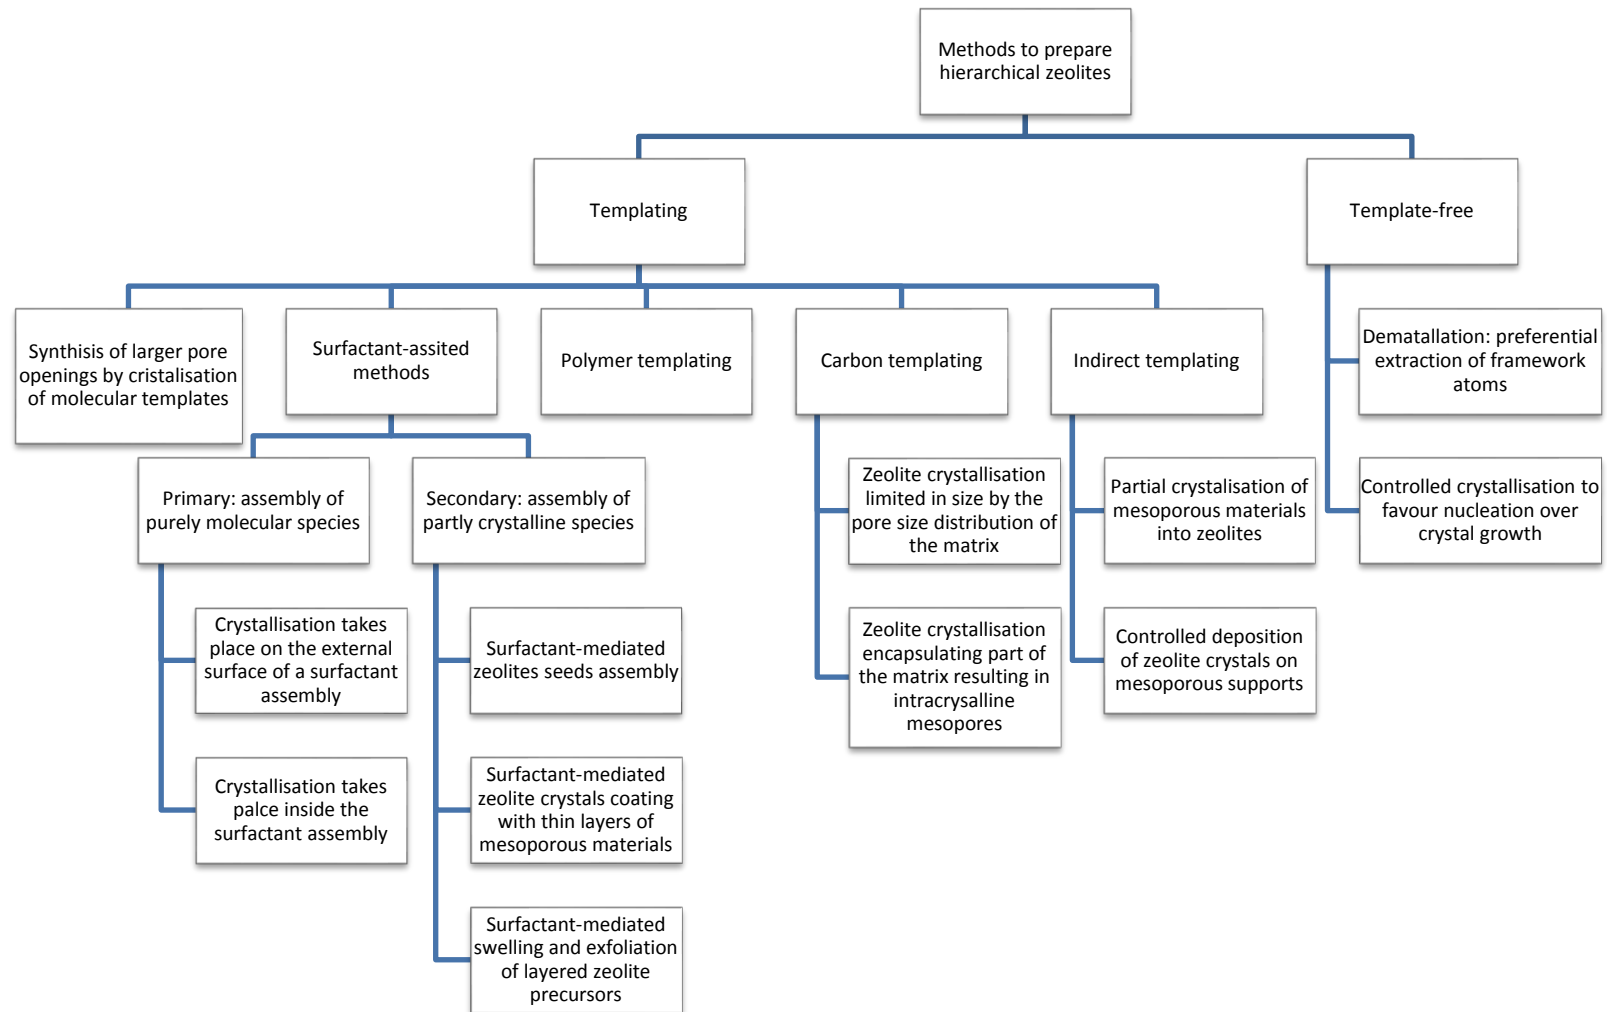 Methods to prepare
hierarchical zeolites
Templating
Template-free
Synthisis of larger pore
openings by cristalisation
of molecular templates
Surfactant-assited
methods
Polymer templating
Carbon templating
Indirect templating
Dematallation: preferential
extraction of framework
atoms
Primary: assembly of
purely molecular species
Secondary: assembly of
partly crystalline species
Zeolite crystallisation
limited in size by the
pore size distribution of
the matrix
Partial crystalisation of
mesoporous materials
into zeolites
Controlled crystallisation to
favour nucleation over
crystal growth
Crystallisation takes
place on the external
surface of a surfactant
assembly
Surfactant-mediated
zeolites seeds assembly
Zeolite crystallisation
encapsulating part of
the matrix resulting in
intracrysalline
mesopores
Controlled deposition
of zeolite crystals on
mesoporous supports
Crystallisation takes
palce inside the
surfactant assembly
Surfactant-mediated
zeolite crystals coating
with thin layers of
mesoporous materials
Surfactant-mediated
swelling and exfoliation
of layered zeolite
precursors